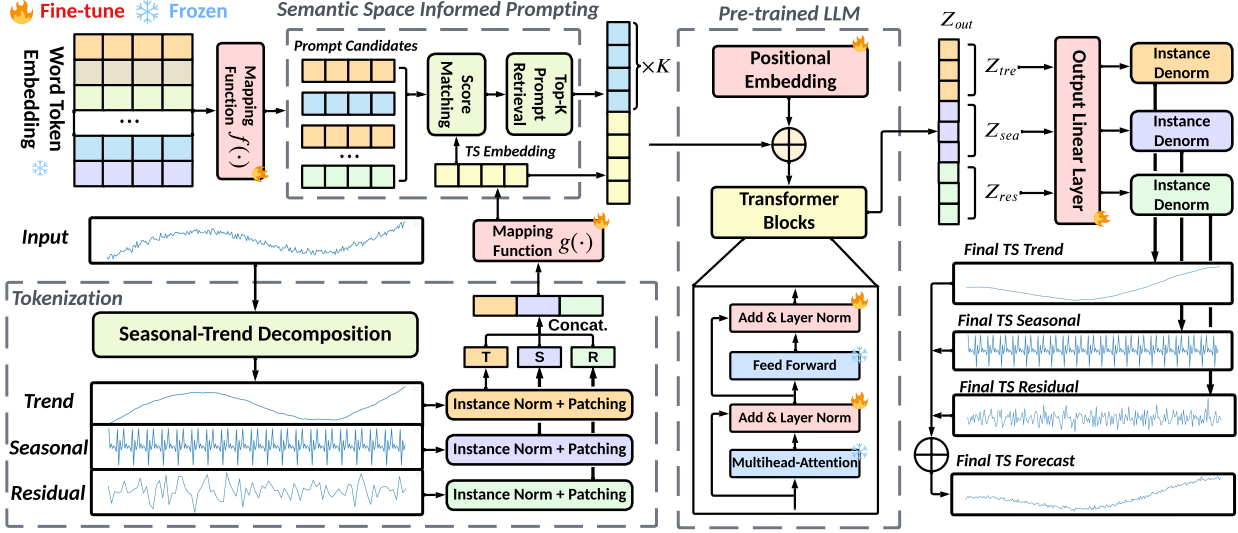 Fine-tune
Frozen
Semantic Space Informed Prompting
Pre-trained LLM
Word Token
Embedding
...
Mapping
Function f(·)
Prompt Candidates
...
Score
Matching
Top-K
Prompt
Retrieval
TS Embedding
×K
Positional
Embedding
Transformer
Blocks
Z_out
Z_tre
Z_sea
Z_res
Output Linear Layer
Instance
Denorm
Instance
Denorm
Instance
Denorm
Input
Mapping
Function g(·)
Tokenization
Seasonal-Trend Decomposition
Concat.
T
S
R
Trend
Seasonal
Residual
Instance Norm + Patching
Instance Norm + Patching
Instance Norm + Patching
Add & Layer Norm
Feed Forward
Add & Layer Norm
Multihead-Attention
Final TS Trend
Final TS Seasonal
Final TS Residual
Final TS Forecast